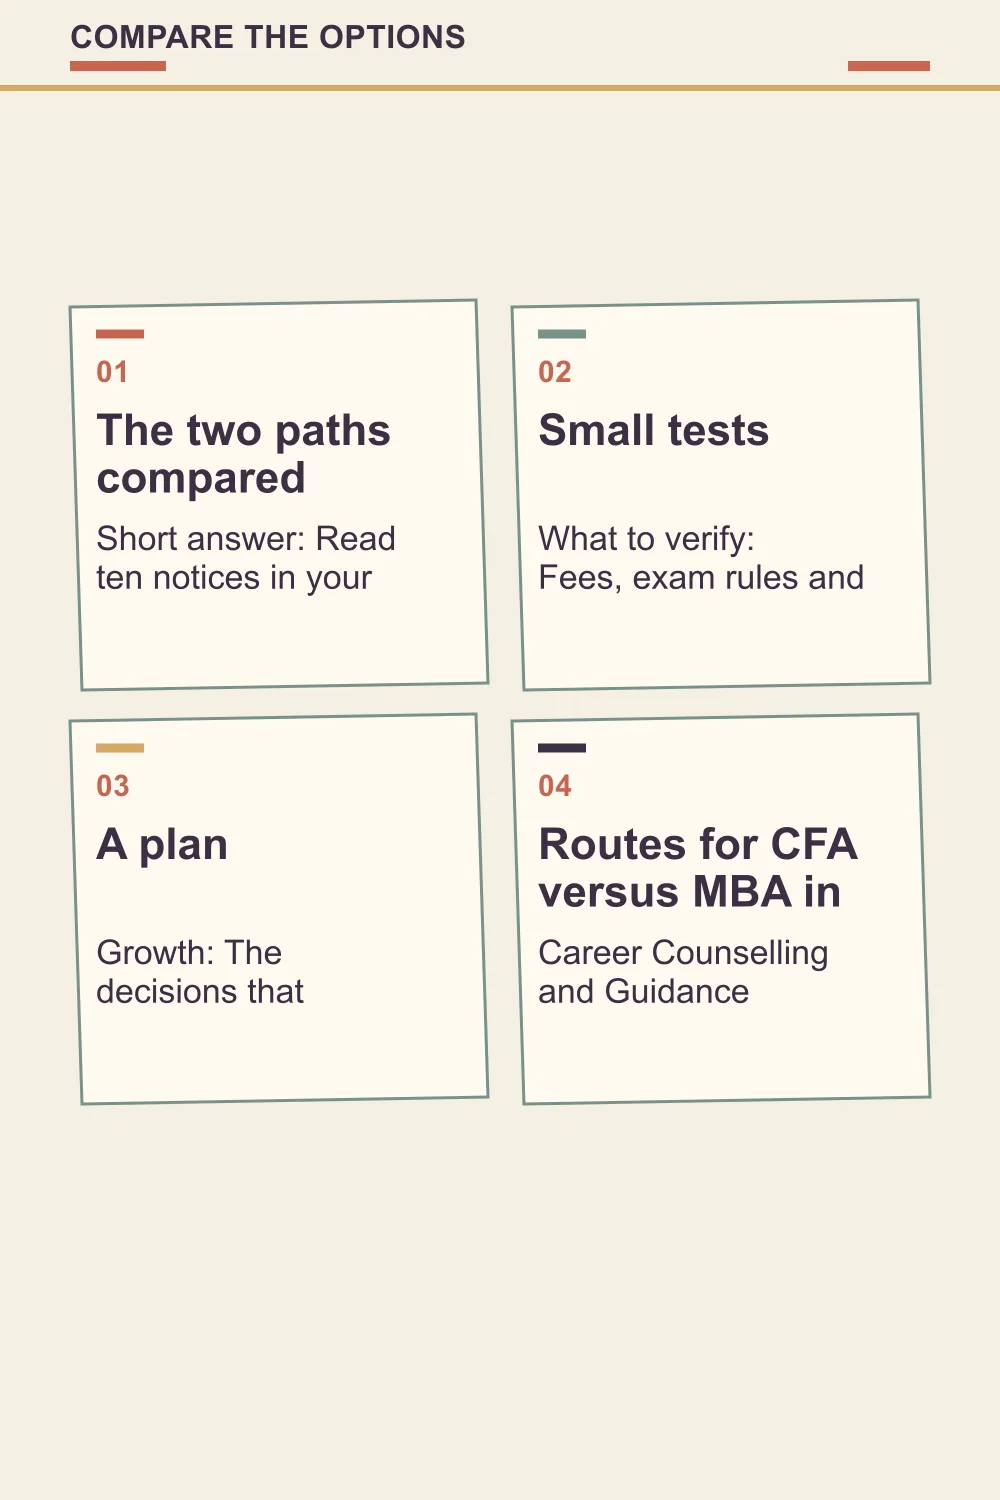 COMPARE THE OPTIONS
01
The two paths
compared
Short answer: Read
ten notices in your
02
Small tests
What to verify:
Fees, exam rules and
03
A plan
Growth: The
decisions that
04
Routes for CFA
versus MBA in
Career Counselling
and Guidance